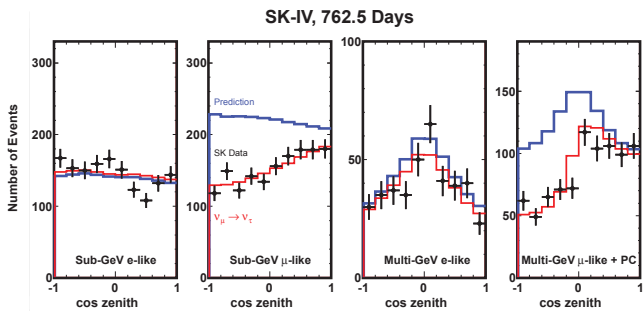 SK-IV, 762.5 Days
Number of Events
300
200
100
0
Sub-GeV e-like
-1 0 1
cos zenith
300
200
100
0
Prediction
SK Data
ν_μ → ν_τ
Sub-GeV μ-like
-1 0 1
cos zenith
100
50
0
Multi-GeV e-like
-1 0 1
cos zenith
150
100
50
0
Multi-GeV μ-like + PC
-1 0 1
cos zenith